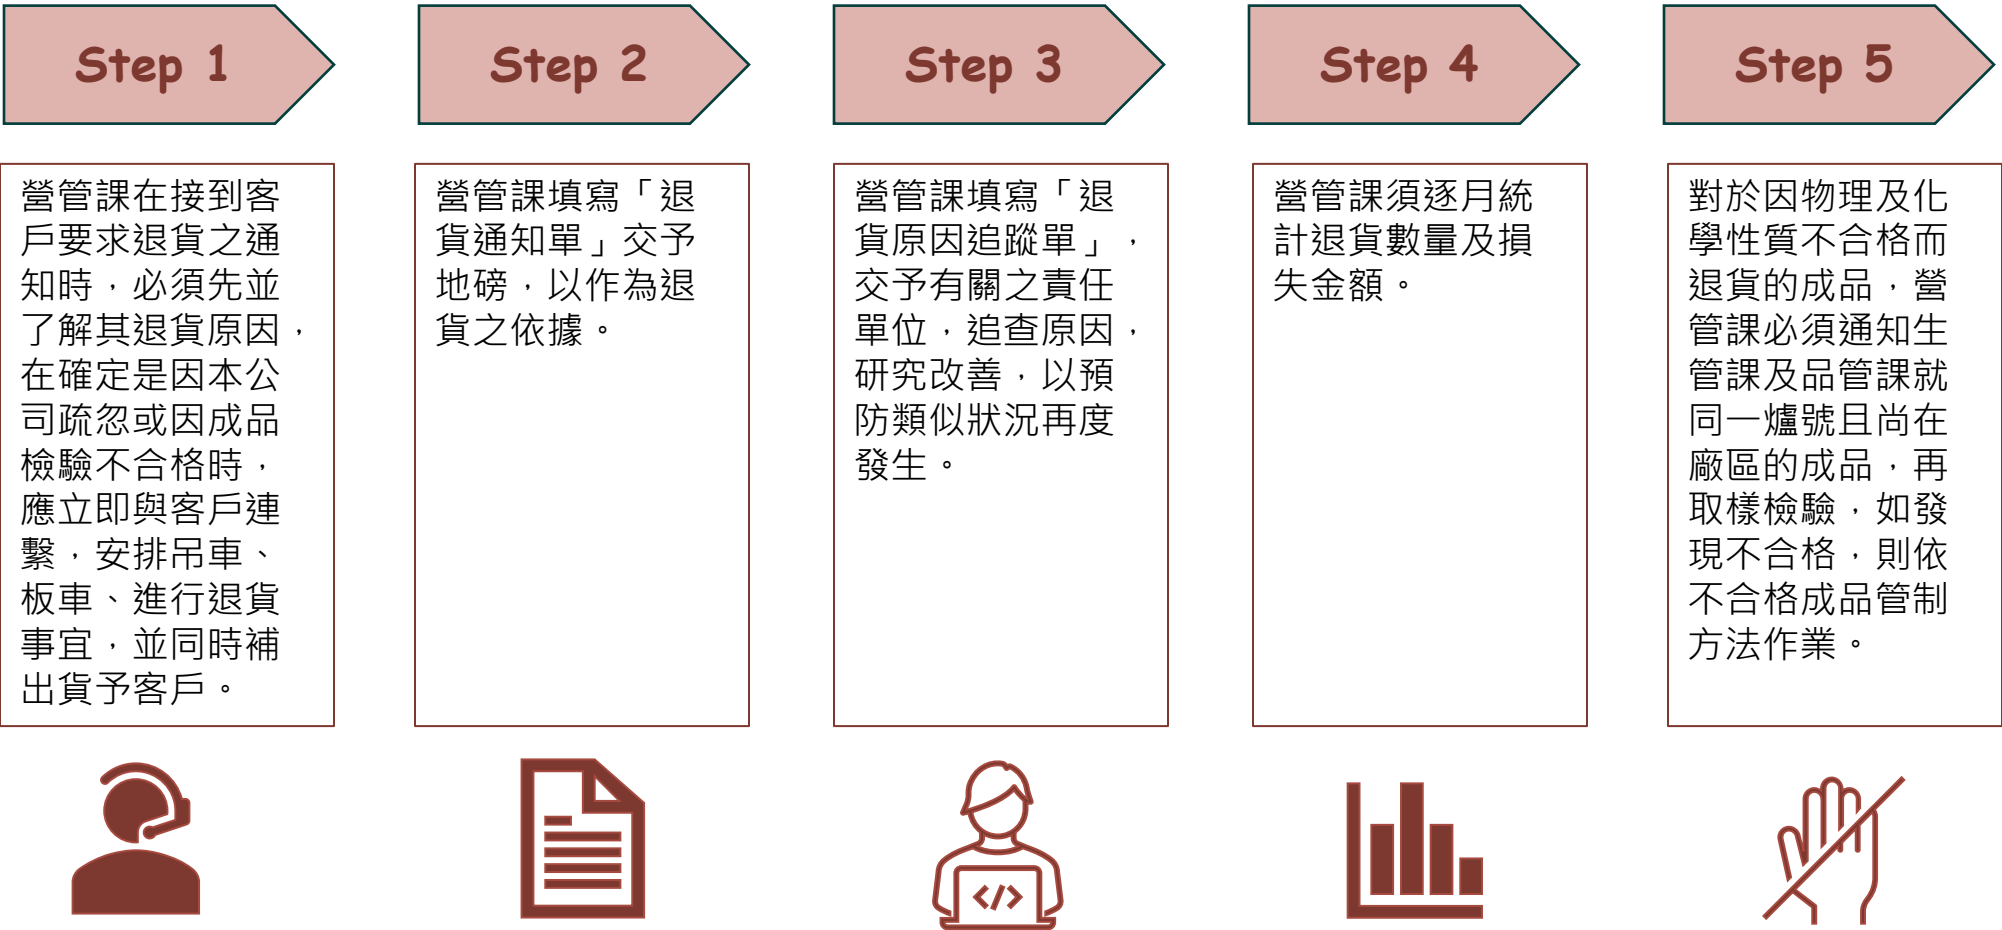 Step 1
營管課在接到客
戶要求退貨之通
知時，必須先並
了解其退貨原因，
在確定是因本公
司疏忽或因成品
檢驗不合格時，
應立即與客戶連
繫，安排吊車、
板車、進行退貨
事宜，並同時補
出貨予客戶。
Step 2
營管課填寫「退
貨通知單」交予
地磅，以作為退
貨之依據。
Step 3
營管課填寫「退
貨原因追蹤單」，
交予有關之責任
單位，追查原因，
研究改善，以預
防類似狀況再度
發生。
Step 4
營管課須逐月統
計退貨數量及損
失金額。
Step 5
對於因物理及化
學性質不合格而
退貨的成品，營
管課必須通知生
管課及品管課就
同一爐號且尚在
廠區的成品，再
取樣檢驗，如發
現不合格，則依
不合格成品管制
方法作業。